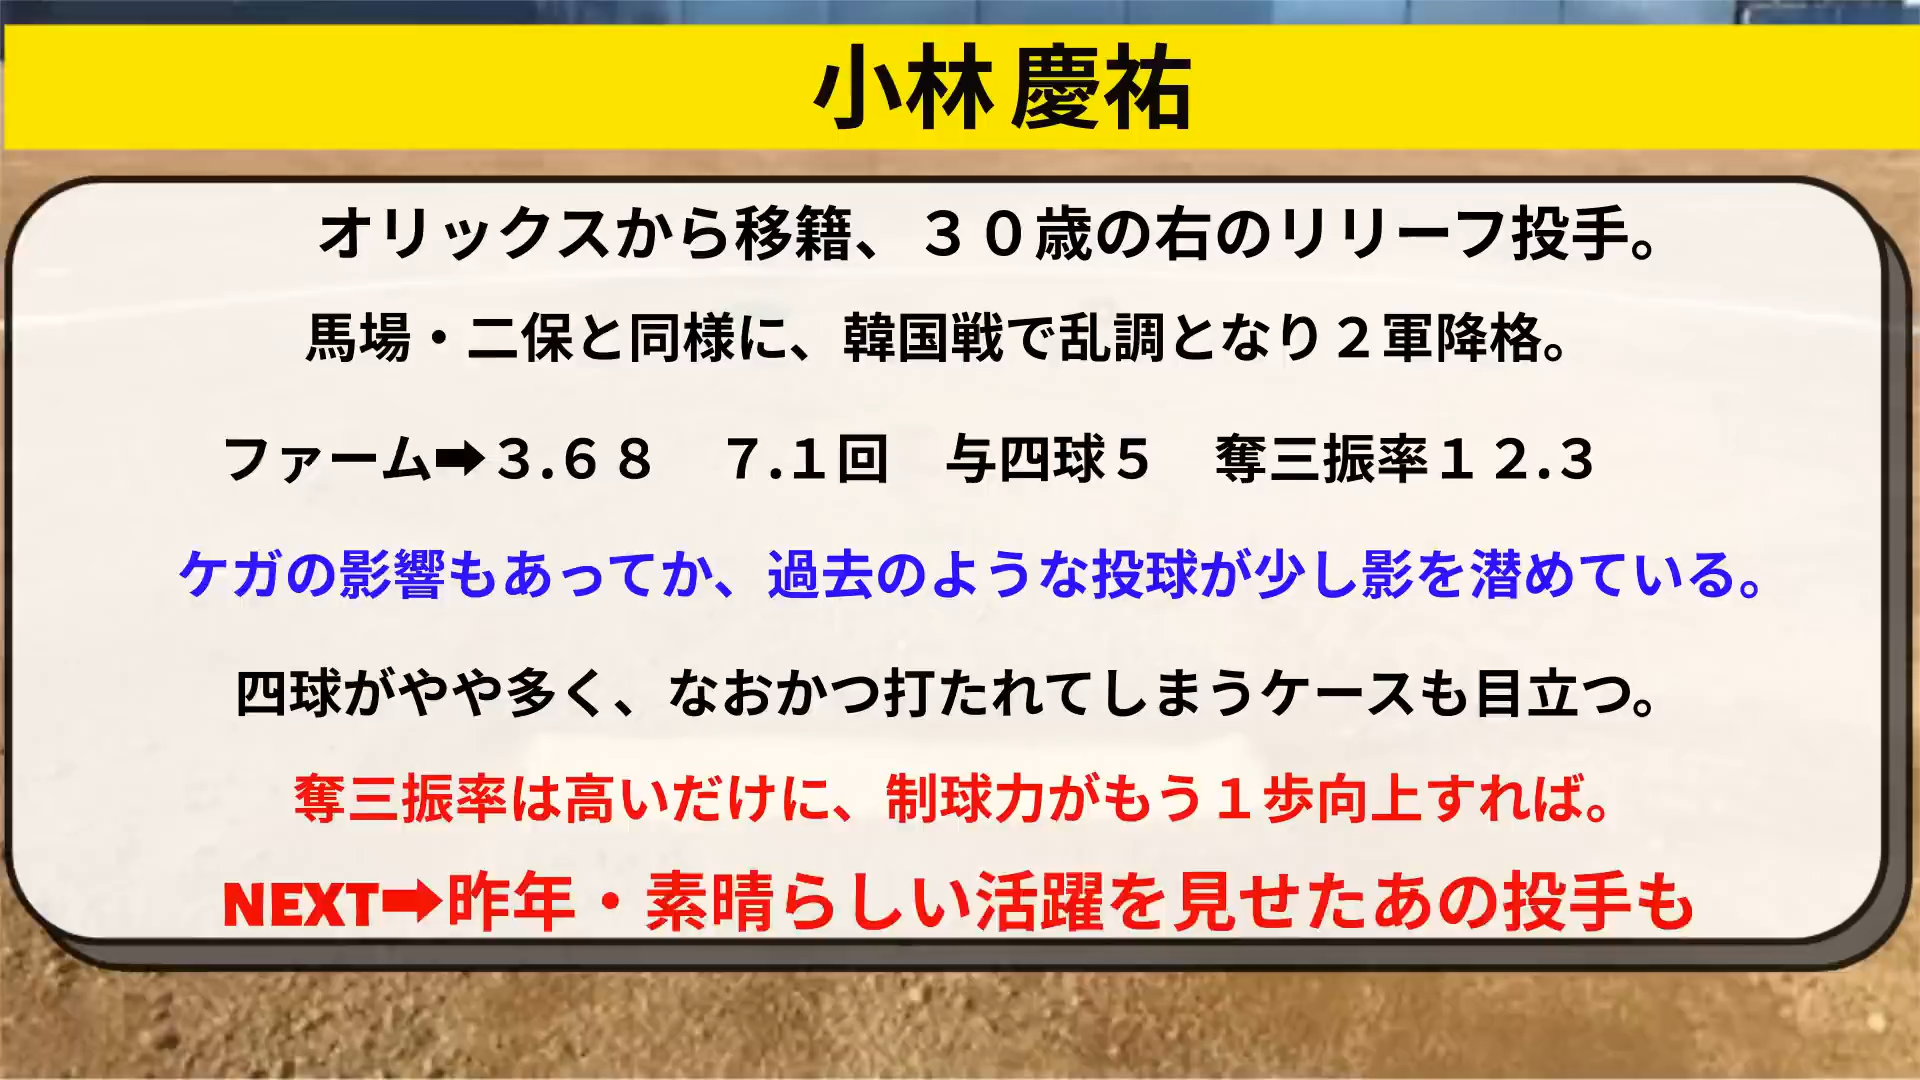 小林 慶祐
オリックスから移籍、３０歳の右のリリーフ投手。
馬場・二保と同様に、韓国戦で乱調となり２軍降格。
ファーム➡３.６８　７.１回　与四球５　奪三振率１２.３
ケガの影響もあってか、過去のような投球が少し影を潜めている。
四球がやや多く、なおかつ打たれてしまうケースも目立つ。
奪三振率は高いだけに、制球力がもう１歩向上すれば。
NEXT➡昨年・素晴らしい活躍を見せたあの投手も